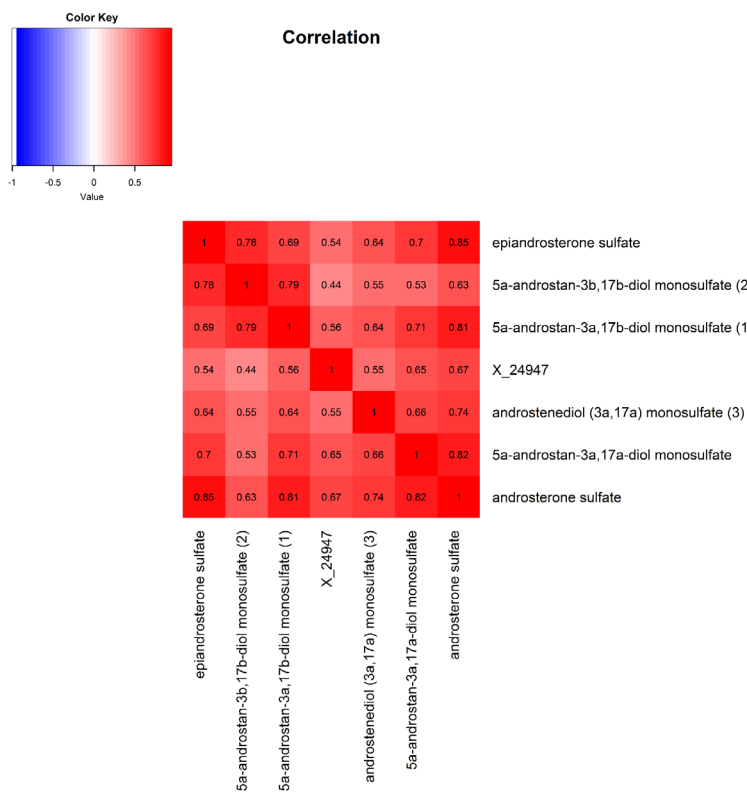 Color Key
Correlation
-1 -0.5 0 0.5
Value
1 0.78 0.69 0.54 0.64 0.7 0.85 epiandrosterone sulfate
0.78 1 0.79 0.44 0.55 0.53 0.63 5a-androstan-3b,17b-diol monosulfate (2
0.69 0.79 1 0.56 0.64 0.71 0.81 5a-androstan-3a,17b-diol monosulfate (1
0.54 0.44 0.56 1 0.55 0.65 0.67 X_24947
0.64 0.55 0.64 0.55 1 0.66 0.74 androstenediol (3a,17a) monosulfate (3)
0.7 0.53 0.71 0.65 0.66 1 0.82 5a-androstan-3a,17a-diol monosulfate
0.85 0.63 0.81 0.67 0.74 0.82 1 androsterone sulfate
epiandrosterone sulfate
5a-androstan-3b,17b-diol monosulfate (2)
5a-androstan-3a,17b-diol monosulfate (1)
X_24947
androstenediol (3a,17a) monosulfate (3)
5a-androstan-3a,17a-diol monosulfate
androsterone sulfate